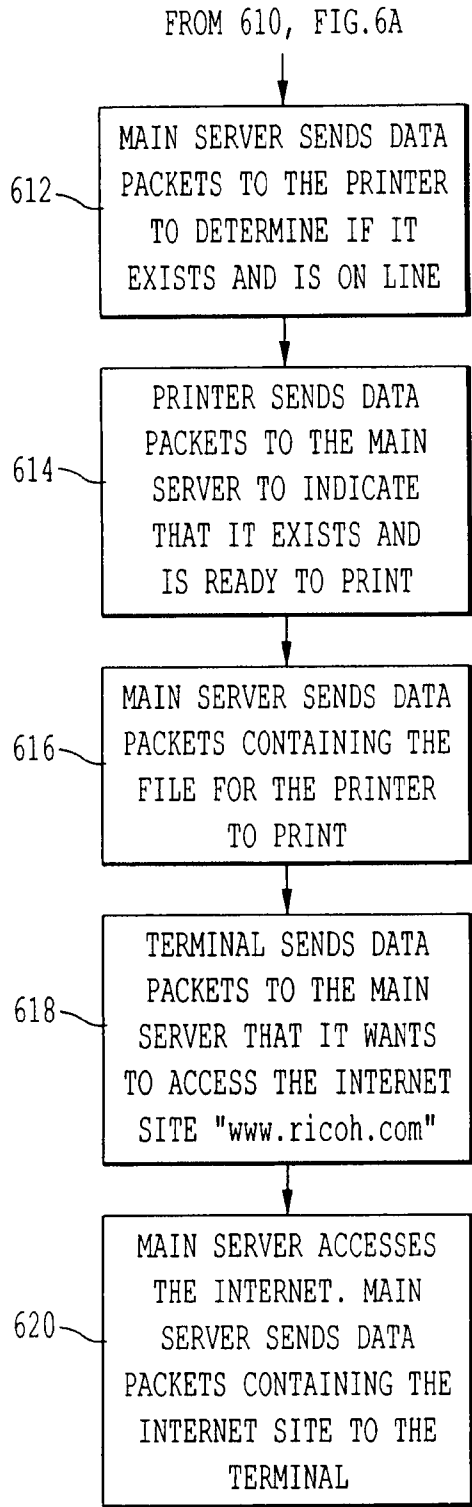 FROM 610, FIG.6A
612
MAIN SERVER SENDS DATA
PACKETS TO THE PRINTER
TO DETERMINE IF IT
EXISTS AND IS ON LINE
614
PRINTER SENDS DATA
PACKETS TO THE MAIN
SERVER TO INDICATE
THAT IT EXISTS AND
IS READY TO PRINT
616
MAIN SERVER SENDS DATA
PACKETS CONTAINING THE
FILE FOR THE PRINTER
TO PRINT
618
TERMINAL SENDS DATA
PACKETS TO THE MAIN
SERVER THAT IT WANTS
TO ACCESS THE INTERNET
SITE "www.ricoh.com"
620
MAIN SERVER ACCESSES
THE INTERNET. MAIN
SERVER SENDS DATA
PACKETS CONTAINING THE
INTERNET SITE TO THE
TERMINAL